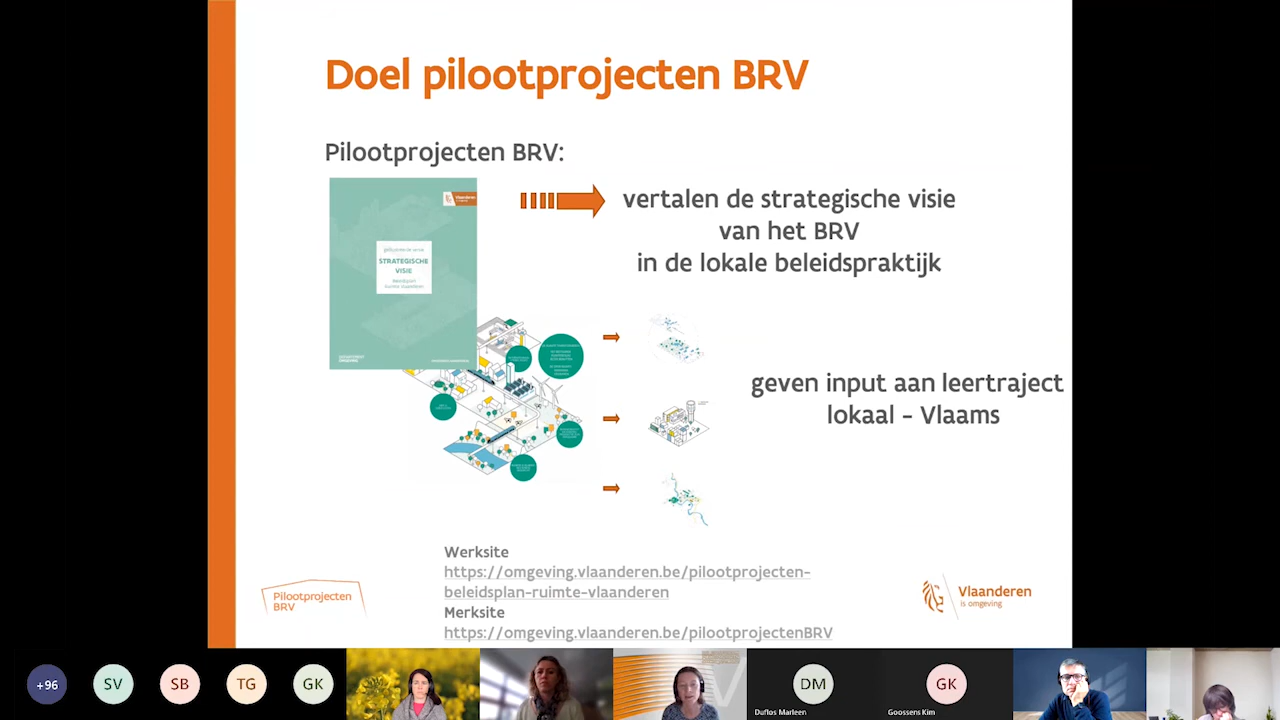 Doel pilootprojecten BRV
Pilootprojecten BRV:
Vlaanderen
STRATEGISCHE
VISIE
vertalen de strategische visie
van het BRV
in de lokale beleidspraktijk
geven input aan leertraject
lokaal - Vlaams
Werksite
https://omgeving.vlaanderen.be/pilootprojecten-
beleidsplan-ruimte-vlaanderen
Merksite
https://omgeving.vlaanderen.be/pilootprojectenBRV
Pilootprojecten
BRV
Vlaanderen
is omgeving
+96
SV
SB
TG
GK
DM
Duflos Marleen
GK
Goossens Kim